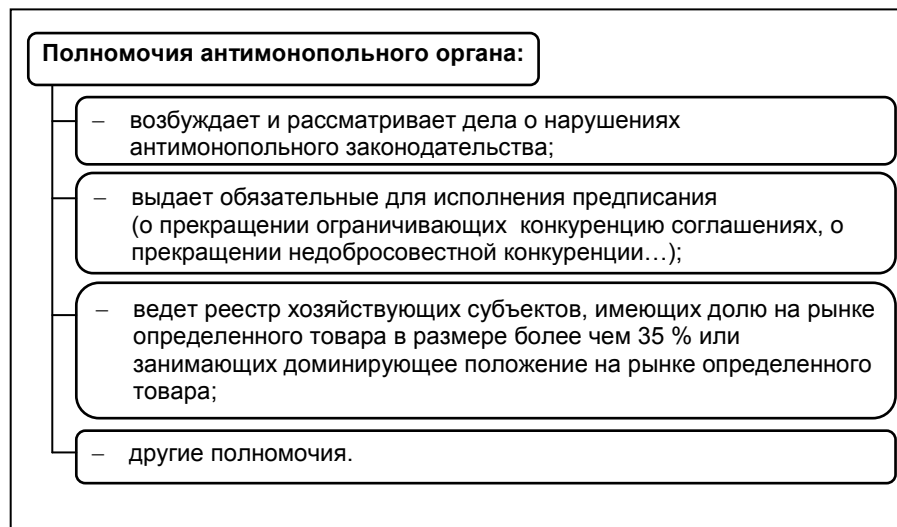 Полномочия антимонопольного органа:
– возбуждает и рассматривает дела о нарушениях
антимонопольного законодательства;
– выдает обязательные для исполнения предписания
(о прекращении ограничивающих конкуренцию соглашениях, о
прекращении недобросовестной конкуренции…);
– ведет реестр хозяйствующих субъектов, имеющих долю на рынке
определенного товара в размере более чем 35 % или
занимающих доминирующее положение на рынке определенного
товара;
– другие полномочия.